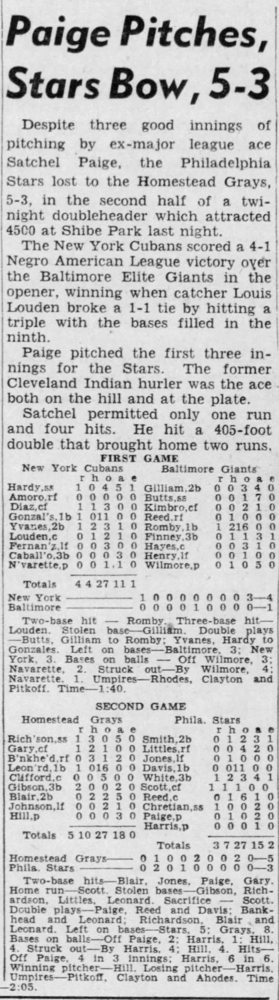 Paige Pitches,
Stars Bow, 5-3
Despite three good innings of
pitching by ex-major league ace
Satchel Paige, the Philadelphia
Stars lost to the Homestead Grays,
5-3, in the second half of a twi-
night doubleheader which attracted
4500 at Shibe Park last night.
The New York Cubans scored a 4-1
Negro American League victory over
the Baltimore Elite Giants in the
opener, winning when catcher Louis
Louden broke a 1-1 tie by hitting a
triple with the bases filled in the
ninth.
Paige pitched the first three in-
nings for the Stars. The former
Cleveland Indian hurler was the ace
both on the hill and at the plate.
Satchel permitted only one run
and four hits. He hit a 405-foot
double that brought home two runs.
FIRST GAME
New York Cubans Baltimore Giants
r h o a e r h o a e
Hardy,ss 1 0 4 5 1 Gilliam,2b 0 0 3 4 0
Amoro,rf 0 0 0 0 0 Butts,ss 0 0 1 7 0
Diaz,cf 1 1 3 0 0 Kimbro,cf 0 0 2 1 0
Gonzal's,1b 1 011 0 0 Reed,rf 0 1 0 0 0
Yvanes,2b 1 2 3 1 0 Romby,1b 1 216 0 0
Louden,c 0 1 2 1 0 Finney,3b 0 1 1 3 1
Fernan'z,lf 0 0 3 0 0 Hayes,c 0 0 3 1 0
Caball'o,3b 0 0 0 3 0 Henry,lf 0 0 1 0 0
N'varette,p 0 0 1 1 0 Wilmore,p 0 1 0 5 0
Totals 4 4 27 11 1
New York — 1 0 0 0 0 0 0 0 3—4
Baltimore — 0 0 0 0 1 0 0 0 0—1
Two-base hit — Romby. Three-base hit—
Louden. Stolen base—Gilliam. Double plays
—Butts, Gilliam to Romby; Yvanes, Hardy to
Gonzales. Left on bases—Baltimore, 3; New
York, 3. Bases on balls — Off Wilmore, 3;
Navarette, 2. Struck out—By Wilmore, 4;
Navarette, 1. Umpires—Rhodes, Clayton and
Pitkoff. Time—1:40.
SECOND GAME
Homestead Grays Phila. Stars
r h o a e r h o a e
Rich'son,ss 1 3 0 5 0 Smith,2b 0 1 2 3 1
Gary,cf 1 2 1 0 0 Littles,rf 0 0 4 2 0
B'nkhe'd,rf 0 3 1 2 0 Jones,lf 0 1 0 0 0
Leon'rd,1b 1 016 0 0 Davis,1b 0 011 0 0
Clifford,c 0 0 5 0 0 White,3b 1 2 3 4 1
Gibson,3b 2 0 0 2 0 Scott,cf 1 1 1 0 0
Blair,2b 0 2 2 5 0 Reed,c 0 1 6 1 0
Johnson,lf 0 0 2 1 0 Chretian,ss 1 0 0 2 0
Hill,p 0 0 0 3 0 Paige,p 0 1 0 2 0
Harris,p 0 0 0 1 0
Totals 5 10 27 18 0
Totals 3 7 27 15 2
Homestead Grays— 0 1 0 0 2 0 0 2 0—5
Phila. Stars — 0 2 0 1 0 0 0 0 0—3
Two-base hits—Blair, Jones, Paige, Gary.
Home run—Scott. Stolen bases—Gibson, Rich-
ardson, Littles, Leonard. Sacrifice — Scott.
Double plays—Paige, Reed and Davis; Bank-
head and Leonard; Richardson, Blair and
Leonard. Left on bases—Stars, 5; Grays, 8.
Bases on balls—Off Paige, 2; Harris, 1; Hill,
4. Struck out—By Harris, 4; Hill, 4. Hits—
Off Paige, 4 in 3 innings; Harris, 6 in 6.
Winning pitcher—Hill. Losing pitcher—Harris.
Umpires—Pitkoff, Clayton and Ahodes. Time
—2:05.